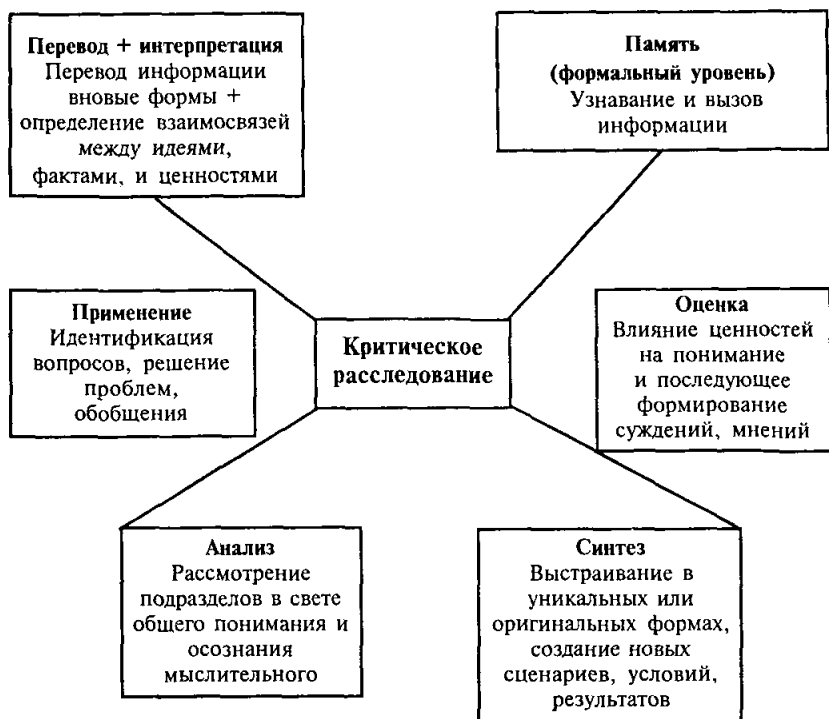 Перевод + интерпретация
Перевод информации
вновые формы +
определение взаимосвязей
между идеями,
фактами, и ценностями
Память
(формальный уровень)
Узнавание и вызов
информации
Применение
Идентификация
вопросов, решение
проблем,
обобщения
Критическое
расследование
Оценка
Влияние ценностей
на понимание
и последующее
формирование
суждений, мнений
Анализ
Рассмотрение
подразделов в свете
общего понимания и
осознания
мыслительного
Синтез
Выстраивание в
уникальных или
оригинальных формах,
создание новых
сценариев, условий,
результатов